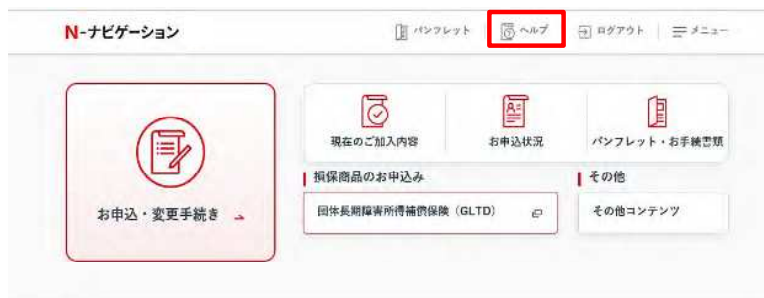 N-ナビゲーション
パンフレット
ヘルプ
ログアウト
メニュー
お申込・変更手続き
現在のご加入内容
お申込状況
パンフレット・お手続書類
損保商品のお申込み
団体長期障害所得補償保険（GLTD）
その他
その他コンテンツ